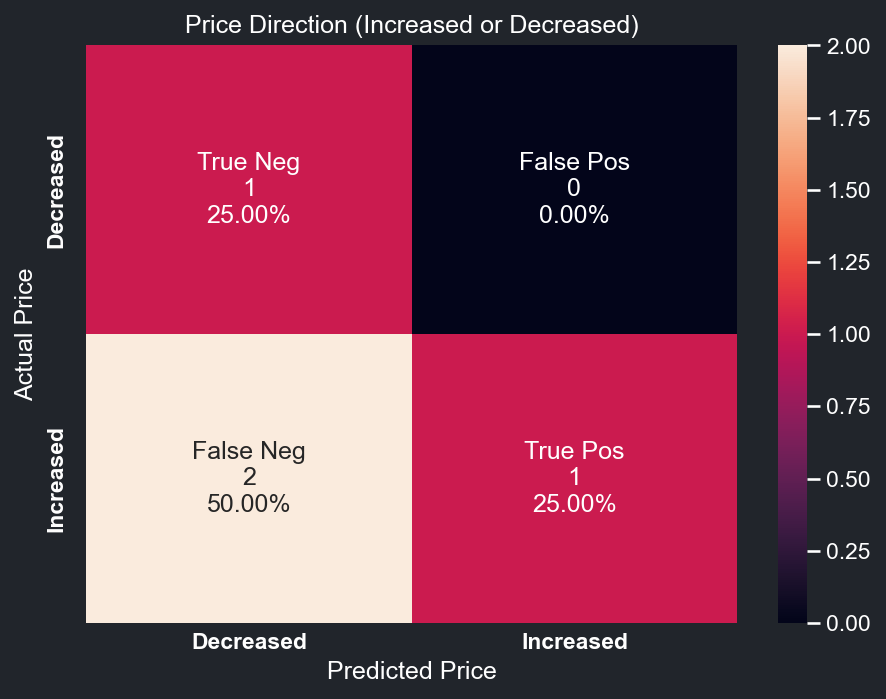 Price Direction (Increased or Decreased)
Actual Price
Decreased
Increased
True Neg
1
25.00%
False Pos
0
0.00%
False Neg
2
50.00%
True Pos
1
25.00%
Decreased
Increased
Predicted Price
2.00
1.75
1.50
1.25
1.00
0.75
0.50
0.25
0.00